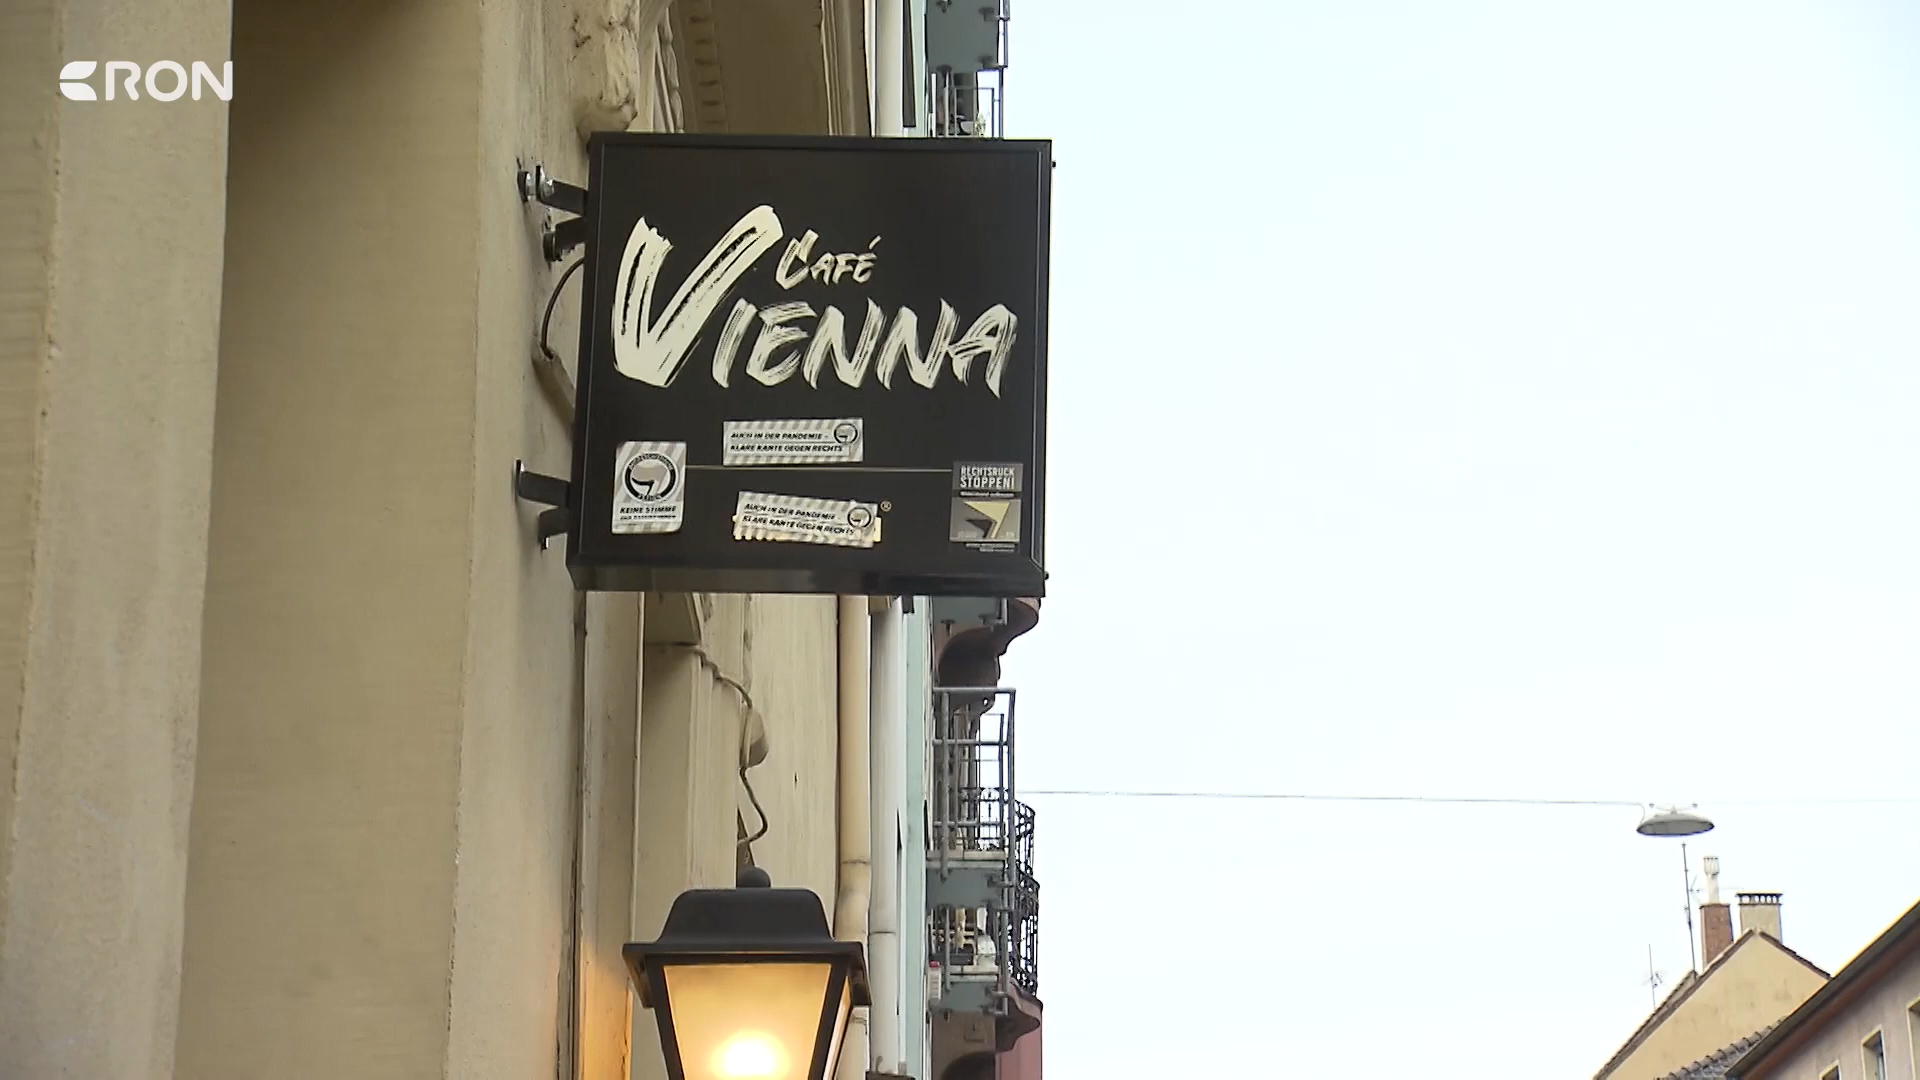 RON
CAFÉ
VIENNA
AUCH IN DER PANDEMIE -
KLARE KANTE GEGEN RECHTS
KEINE STIMME
RECHTSRUCK
STOPPEN!
AUCH IN DER PANDEMIE -
KLARE KANTE GEGEN RECHTS
®